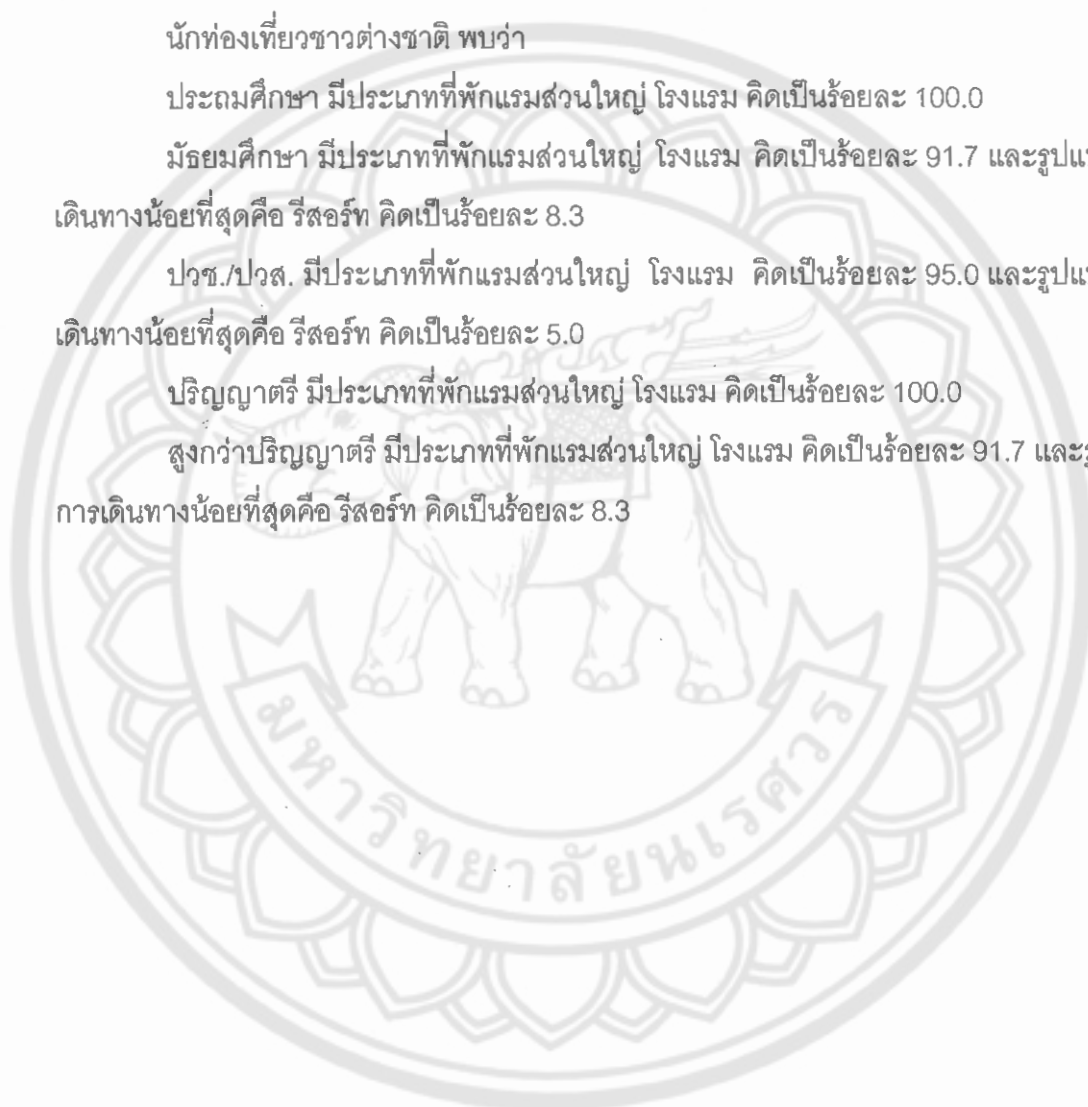 นักท่องเที่ยวชาวต่างชาติ พบว่า
ประถมศึกษา มีประเภทที่พักแรมส่วนใหญ่ โรงแรม คิดเป็นร้อยละ 100.0
มัธยมศึกษา มีประเภทที่พักแรมส่วนใหญ่ โรงแรม คิดเป็นร้อยละ 91.7 และ
เดินทางน้อยที่สุดคือ รีสอร์ท คิดเป็นร้อยละ 8.3
ปวช./ปวส. มีประเภทที่พักแรมส่วนใหญ่ โรงแรม คิดเป็นร้อยละ 95.0 และ
เดินทางน้อยที่สุดคือ รีสอร์ท คิดเป็นร้อยละ 5.0
ปริญญาตรี มีประเภทที่พักแรมส่วนใหญ่ โรงแรม คิดเป็นร้อยละ 100.0
สูงกว่าปริญญาตรี มีประเภทที่พักแรมส่วนใหญ่ โรงแรม คิดเป็นร้อยละ 91.7 และ
การเดินทางน้อยที่สุดคือ รีสอร์ท คิดเป็นร้อยละ 8.3
มหาวิทยาลัยนเรศวร